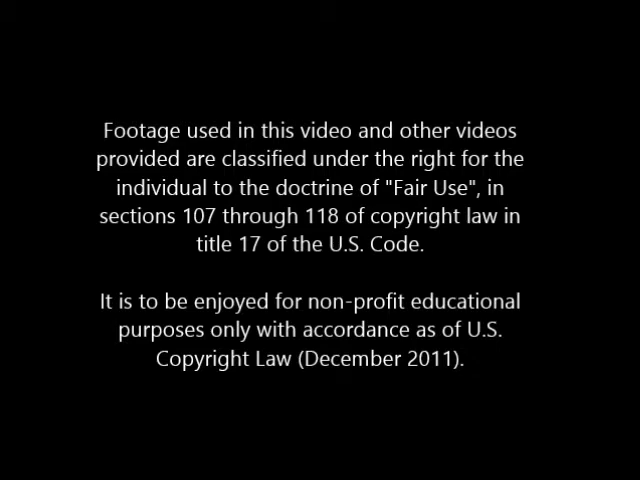 Footage used in this video and other videos
provided are classified under the right for the
individual to the doctrine of "Fair Use", in
sections 107 through 118 of copyright law in
title 17 of the U.S. Code.
It is to be enjoyed for non-profit educational
purposes only with accordance as of U.S.
Copyright Law (December 2011).